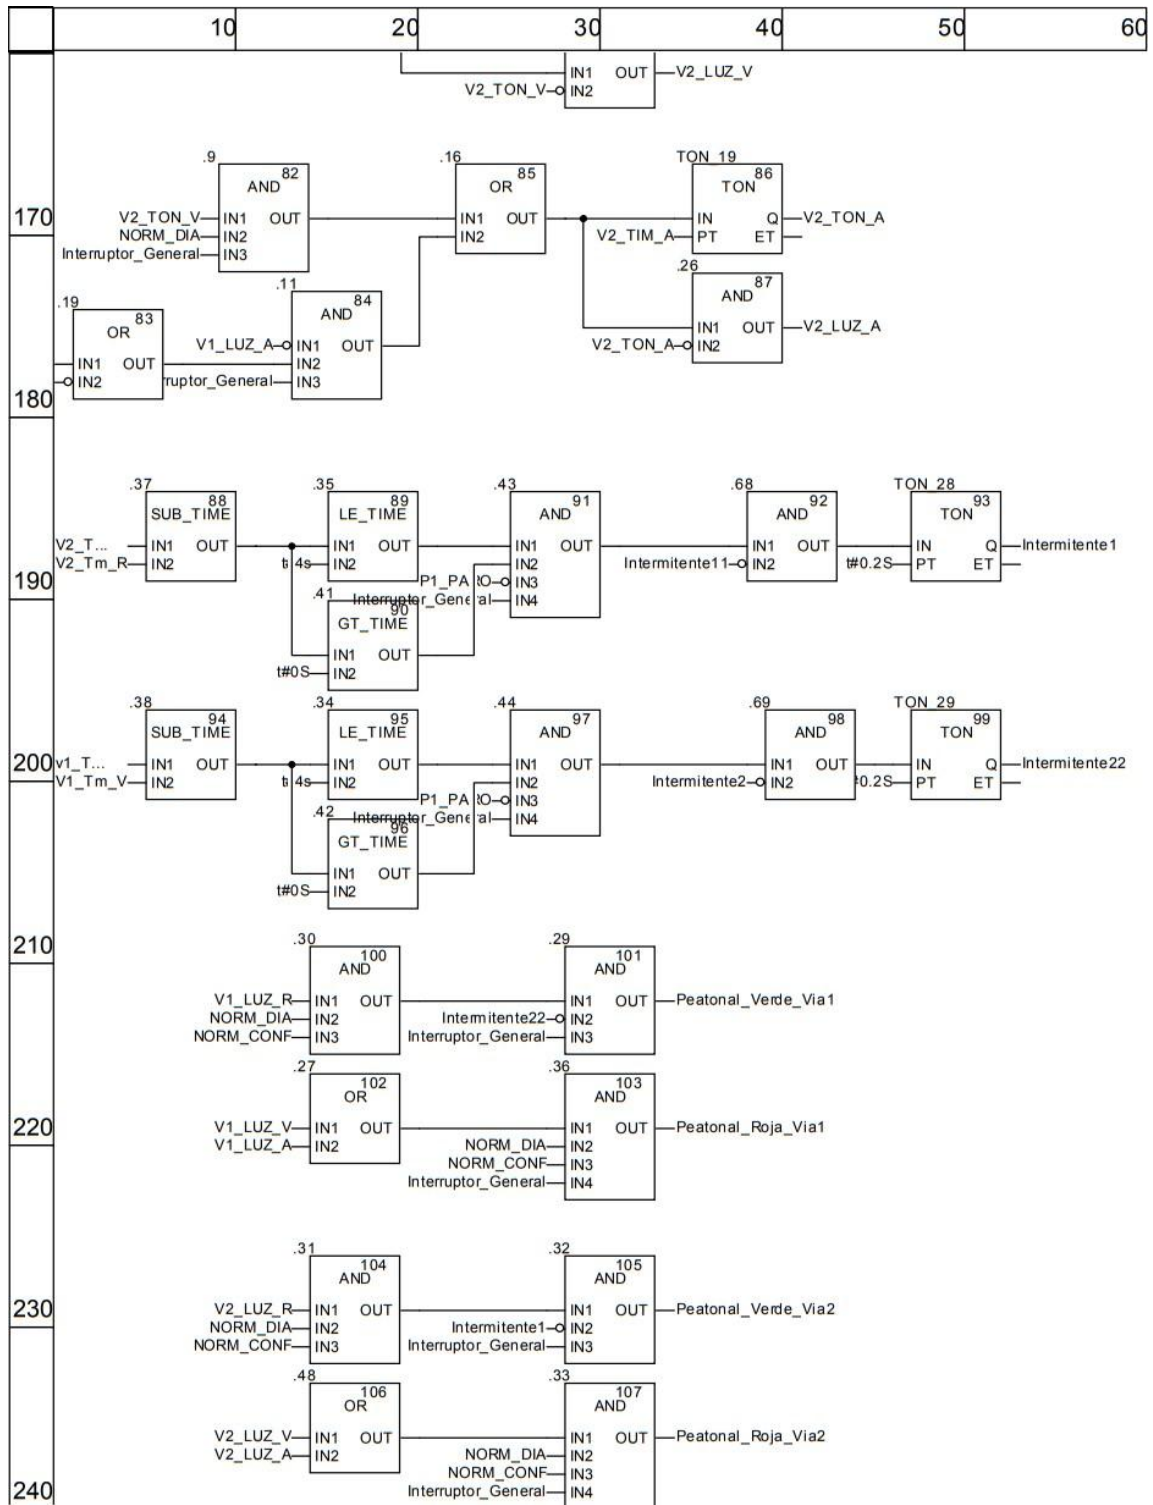 10 20 30 40 50 60
IN1 OUT V2_LUZ_V
V2_TON_V IN2
.9 .16 TON_19
82 85 86
AND OR TON
170 V2_TON_V IN1 OUT IN1 OUT IN Q V2_TON_A
NORM_DIA IN2 IN2 V2_TIM_A PT ET
Interruptor_General IN3
.26
.11 87
.19 84 AND
83 AND
OR IN1 OUT V2_LUZ_A
V1_LUZ_A IN1 OUT V2_TON_A IN2
IN1 OUT IN2
IN2 ruptor_General IN3
180
.37 .35 .43 .68 TON_28
88 89 91 92 93
SUB_TIME LE_TIME AND AND TON
V2_T... IN1 OUT IN1 OUT IN1 OUT IN1 OUT IN Q Intermitente1
V2_Tm_R IN2 4s IN2 IN2 Intermitente11 IN2 t#0.2S PT ET
190 IN3
.41 Interruptor_General IN4
90
GT_TIME
IN1 OUT
t#0S IN2
.38 .34 .44 .69 TON_29
94 95 97 98 99
SUB_TIME LE_TIME AND AND TON
200 v1_T... IN1 OUT IN1 OUT IN1 OUT IN1 OUT IN Q Intermitente22
V1_Tm_V IN2 4s IN2 IN2 Intermitente2 IN2 0.2S PT ET
IN3
.42 Interruptor_General IN4
96
GT_TIME
IN1 OUT
t#0S IN2
210
.30 .29
100 101
AND AND
V1_LUZ_R IN1 OUT IN1 OUT Peatonal_Verde_Via1
NORM_DIA IN2 Intermitente22 IN2
NORM_CONF IN3 Interruptor_General IN3
.27 .36
102 103
OR AND
220 V1_LUZ_V IN1 OUT IN1 OUT Peatonal_Roja_Via1
V1_LUZ_A IN2 NORM_DIA IN2
NORM_CONF IN3
Interruptor_General IN4
.31 .32
104 105
AND AND
230 V2_LUZ_R IN1 OUT IN1 OUT Peatonal_Verde_Via2
NORM_DIA IN2 Intermitente1 IN2
NORM_CONF IN3 Interruptor_General IN3
.48 .33
106 107
OR AND
V2_LUZ_V IN1 OUT IN1 OUT Peatonal_Roja_Via2
V2_LUZ_A IN2 NORM_DIA IN2
NORM_CONF IN3
240 Interruptor_General IN4